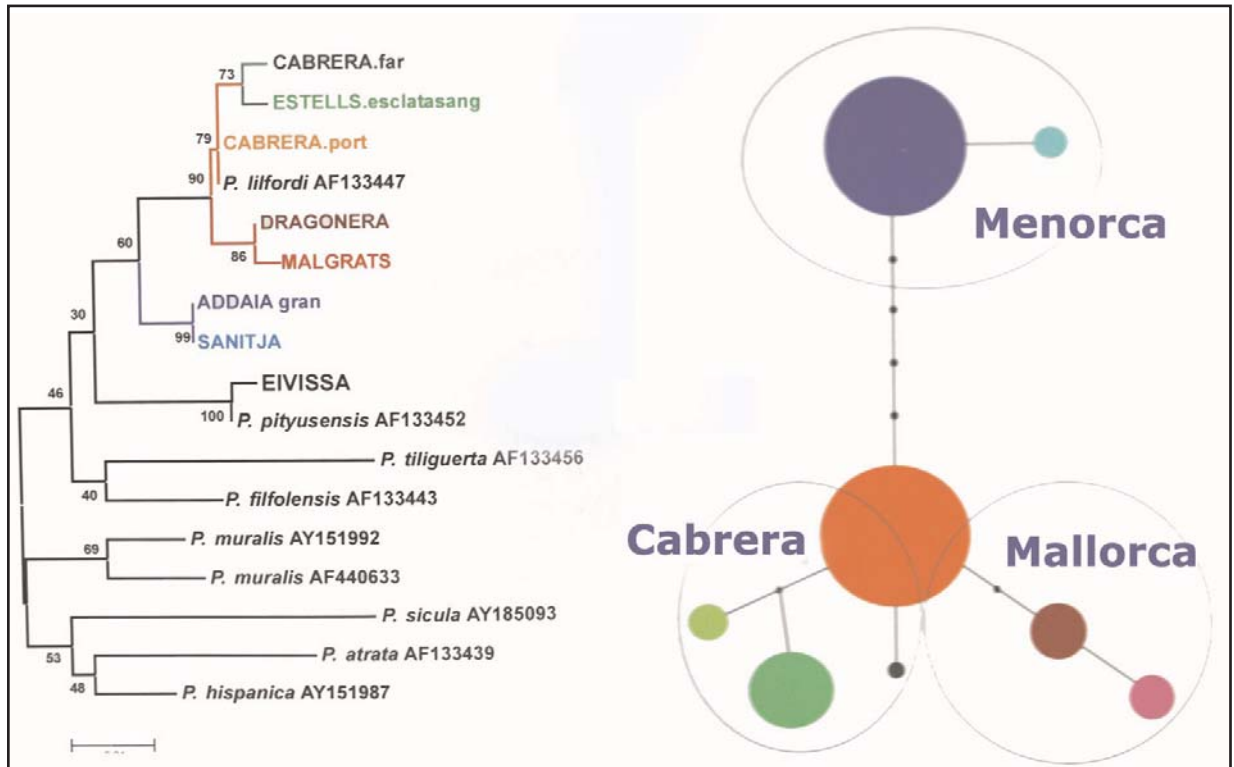 73
CABRERA.far
ESTELLS.esclatasang
79
CABRERA.port
90
P. lilfordi AF133447
DRAGONERA
86
MALGRATS
60
ADDAIA gran
99
SANITJA
30
EIVISSA
46
100
P. pityusensis AF133452
P. tiliguerta AF133456
40
P. filfolensis AF133443
69
P. muralis AY151992
P. muralis AF440633
P. sicula AY185093
53
P. atrata AF133439
48
P. hispanica AY151987
Menorca
Cabrera
Mallorca